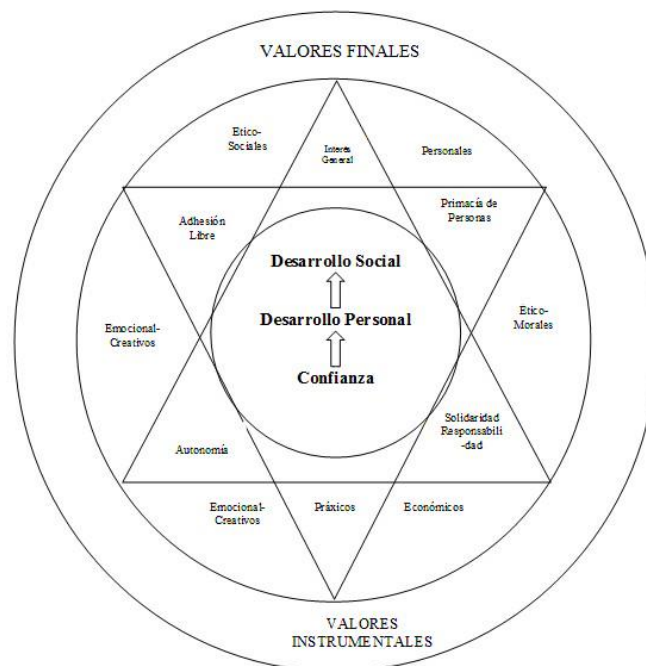 VALORES FINALES
Etico-
Sociales
Interés
General
Personales
Adhesión
Libre
Primacía de
Personas
Desarrollo Social
Desarrollo Personal
Confianza
Emocional-
Creativos
Etico-
Morales
Autonomía
Solidaridad
Responsabili
-dad
Emocional-
Creativos
Práxicos
Económicos
VALORES
INSTRUMENTALES